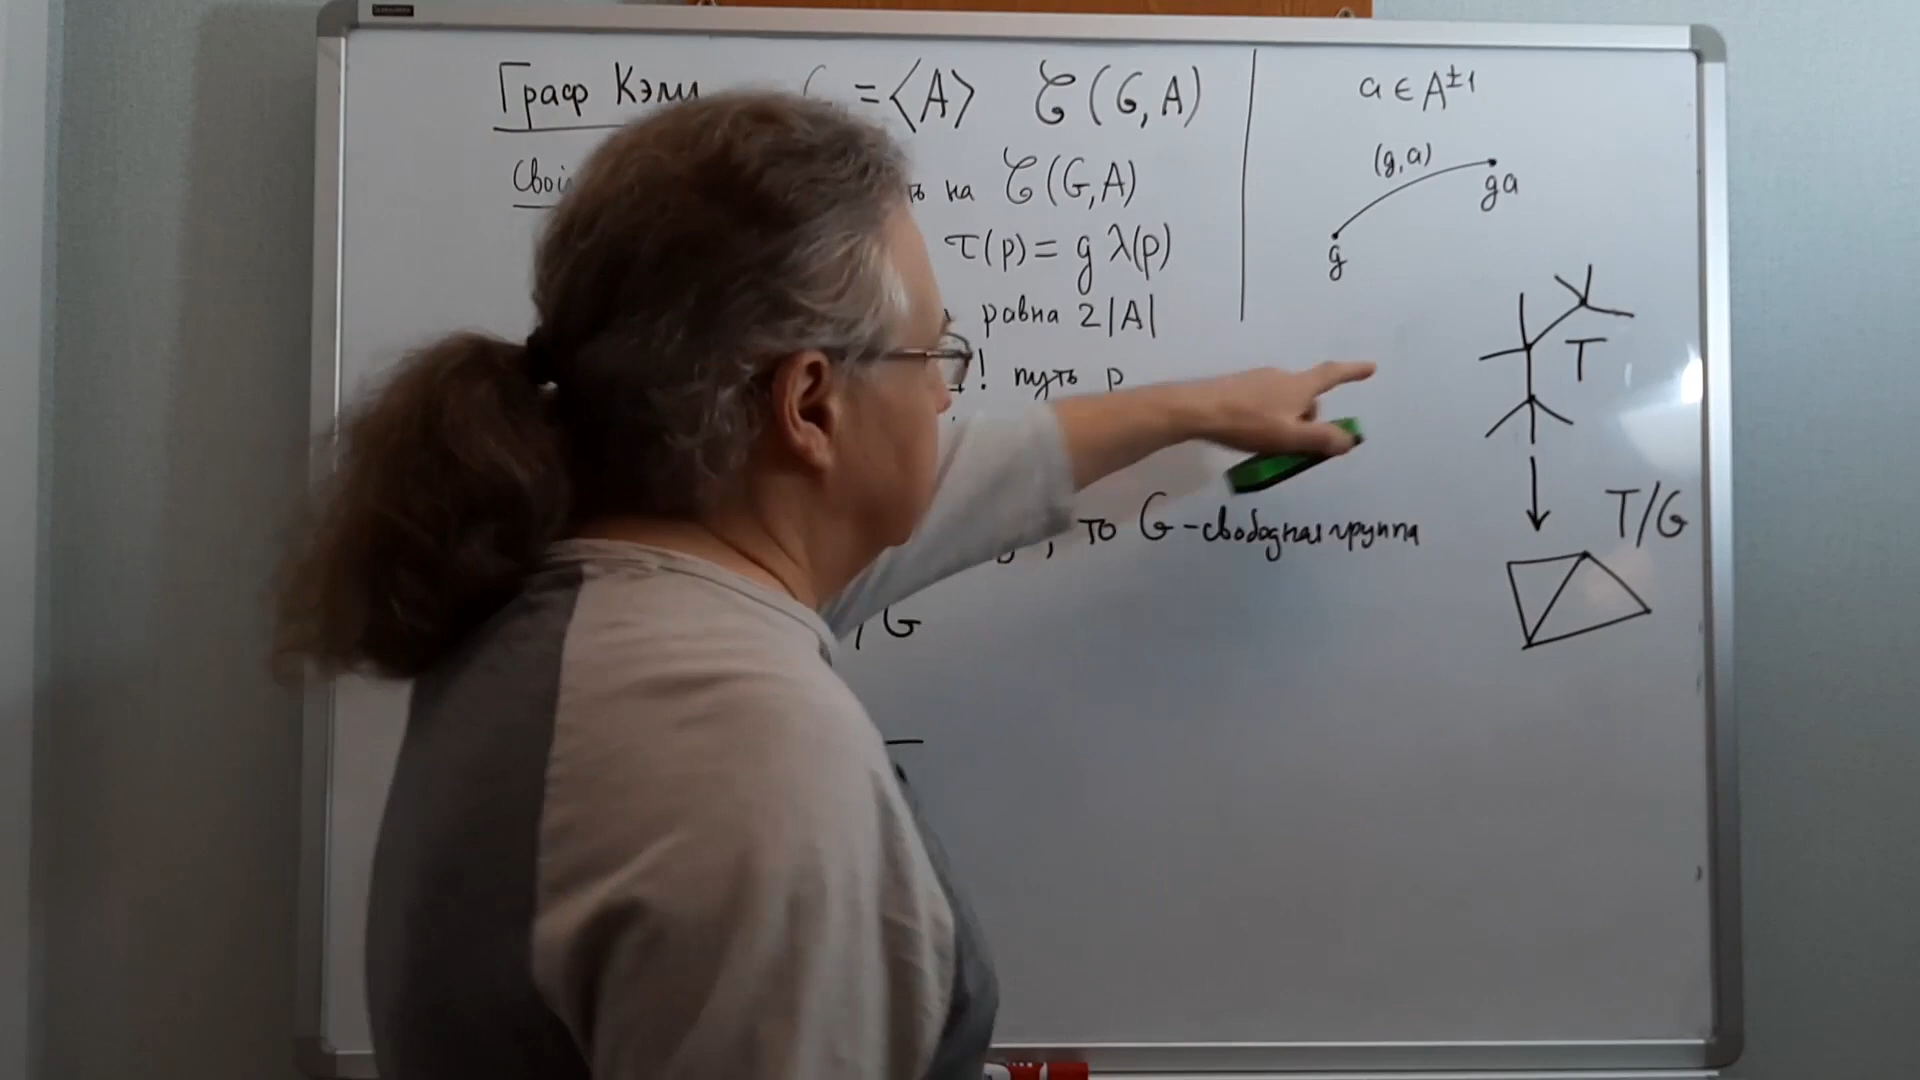 Граф Кэли G = ⟨A⟩ 𝒞(G, A)
Свой ть на 𝒞(G, A)
τ(p) = g λ(p)
равна 2|A|
! путь p
, то G - свободная группа
/ G
a ∈ A±1
(g, a)
ga
g
T
T/G